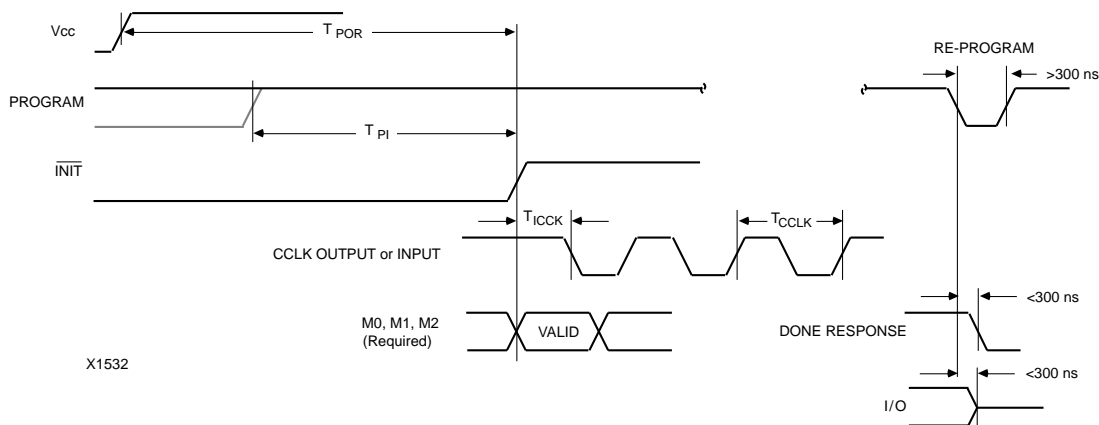 Vcc
T POR
RE-PROGRAM
>300 ns
PROGRAM
T PI
INIT
T ICCK
T CCLK
CCLK OUTPUT or INPUT
<300 ns
M0, M1, M2
(Required)
VALID
DONE RESPONSE
X1532
<300 ns
I/O